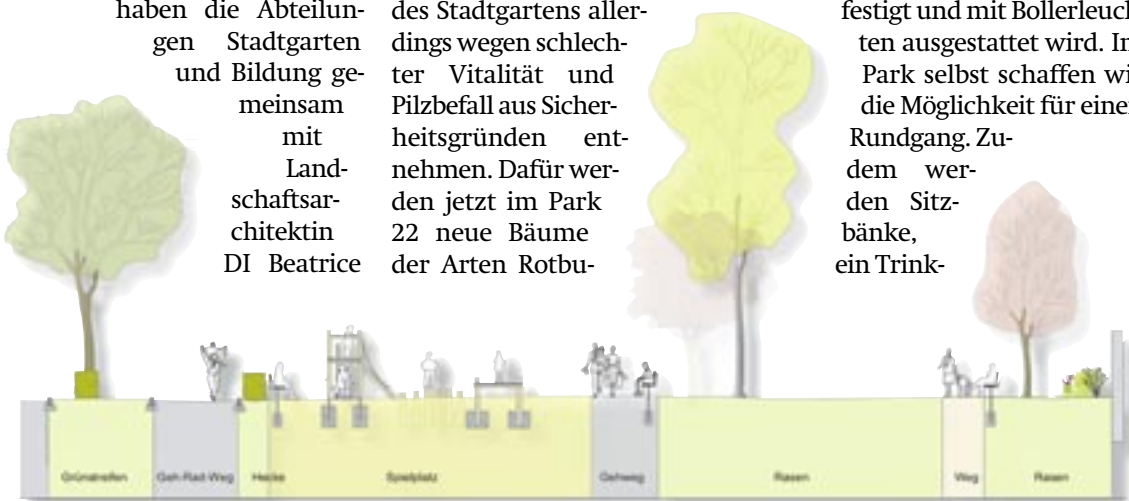 haben die Abteilun-
gen Stadtgarten
und Bildung ge-
meinsam
mit
Land-
schaftsar-
chitektin
DI Beatrice
des Stadtgartens aller-
dings wegen schlech-
ter Vitalität und
Pilzbefall aus Sicher-
heitsgründen ent-
nehmen. Dafür wer-
den jetzt im Park
22 neue Bäume
der Arten Rotbu-
festigt und mit Bollerleuch
ten ausgestattet wird. Im
Park selbst schaffen wi
die Möglichkeit für einen
Rundgang. Zu-
dem wer-
den Sitz-
bänke,
ein Trink-
Grünstreifen Geh-Rad-Weg Hecke Spielplatz Gehweg Rasen Weg Rasen